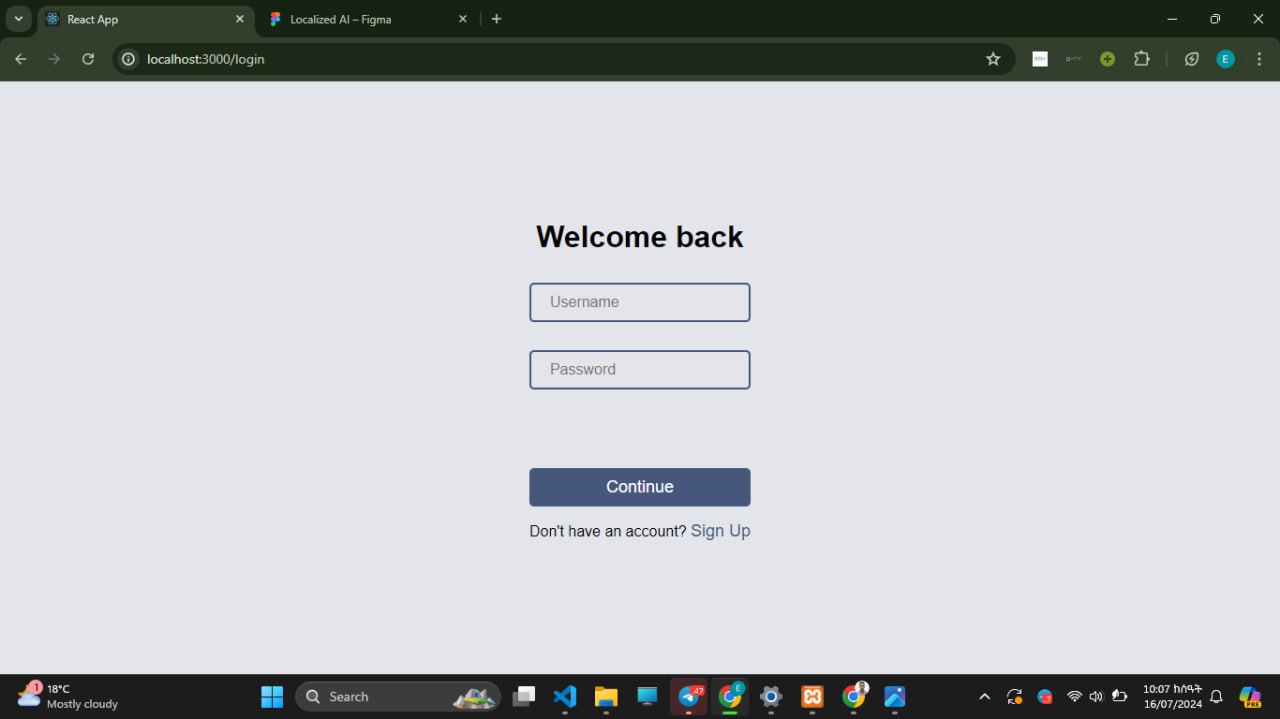 React App
Localized AI – Figma
localhost:3000/login
E
Welcome back
Username
Password
Continue
Don't have an account? Sign Up
1
18°C
Mostly cloudy
Search
47
E
10:07 ከሰዓት
16/07/2024
PRE